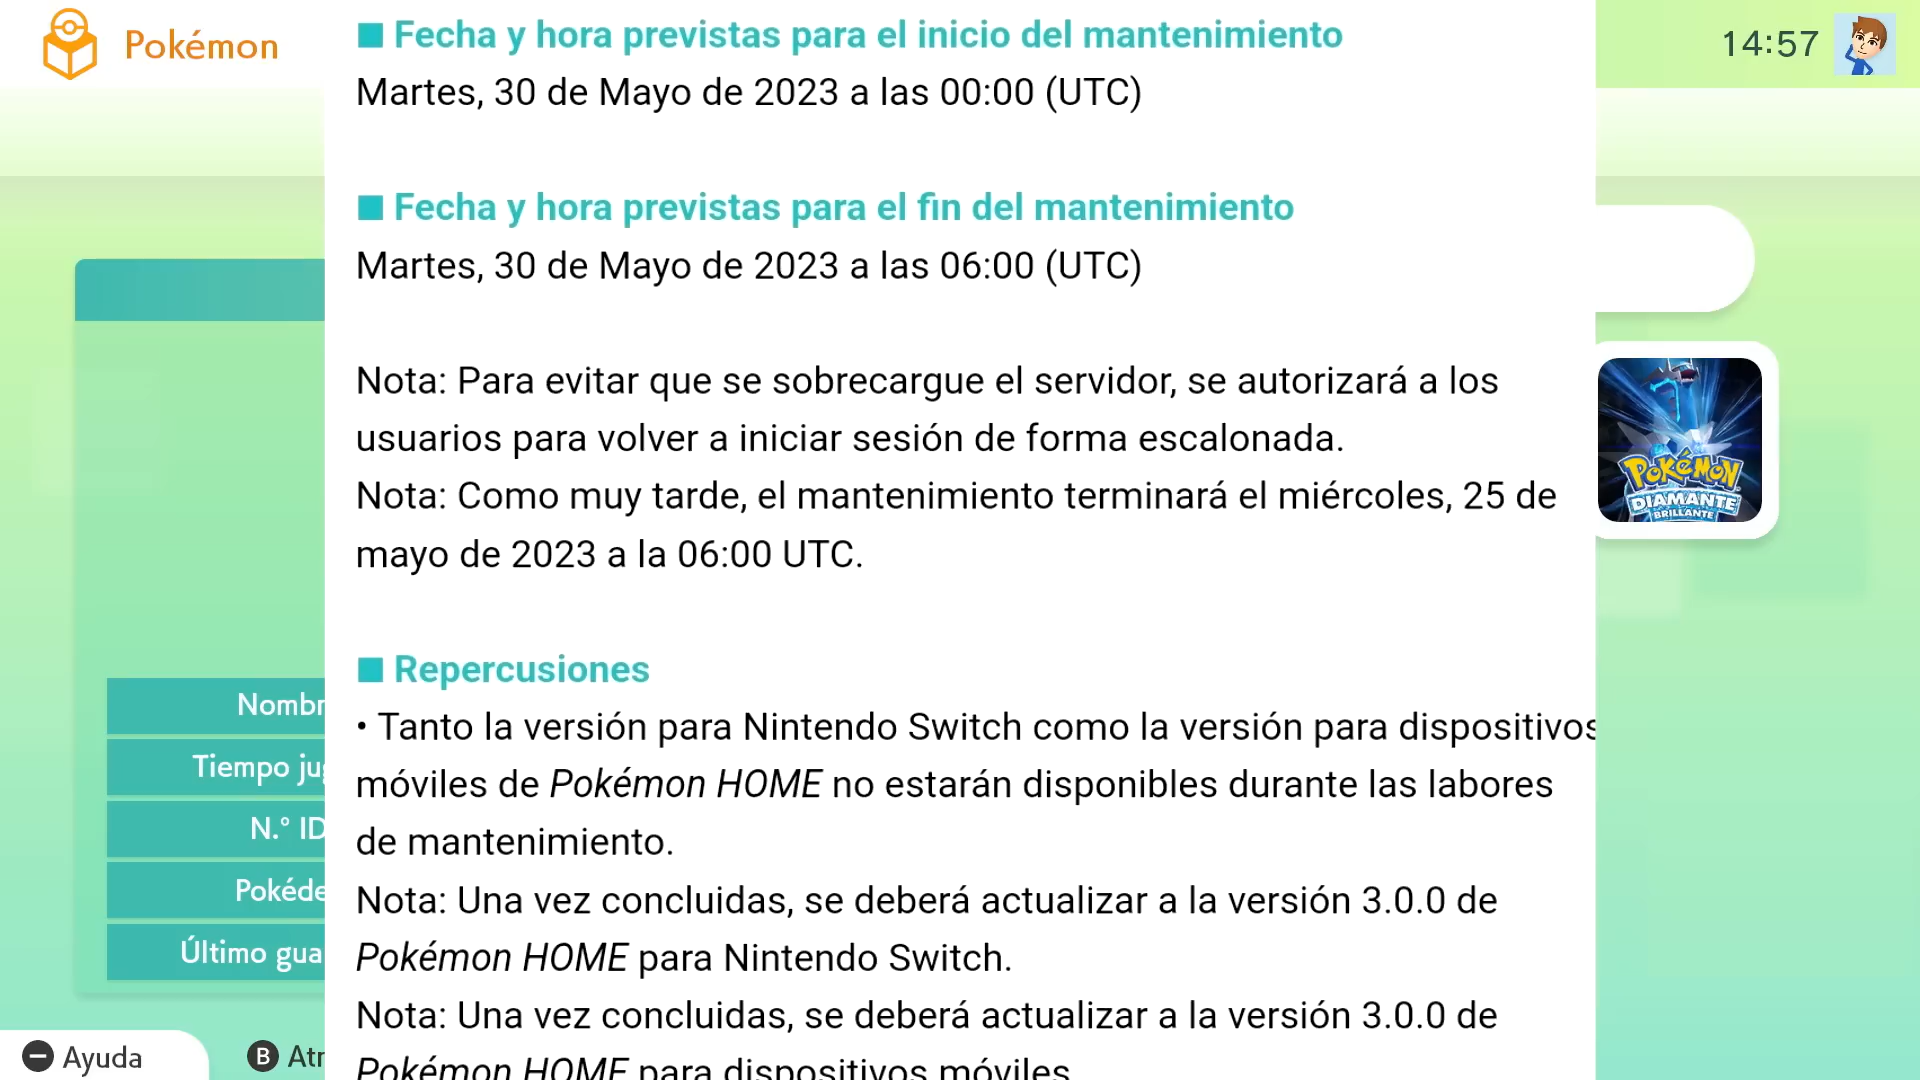 Pokémon
14:57
■ Fecha y hora previstas para el inicio del mantenimiento
Martes, 30 de Mayo de 2023 a las 00:00 (UTC)
■ Fecha y hora previstas para el fin del mantenimiento
Martes, 30 de Mayo de 2023 a las 06:00 (UTC)
Nota: Para evitar que se sobrecargue el servidor, se autorizará a los
usuarios para volver a iniciar sesión de forma escalonada.
Nota: Como muy tarde, el mantenimiento terminará el miércoles, 25 de
mayo de 2023 a la 06:00 UTC.
POKéMON
DIAMANTE
BRILLANTE
■ Repercusiones
• Tanto la versión para Nintendo Switch como la versión para dispositivos
móviles de Pokémon HOME no estarán disponibles durante las labores
de mantenimiento.
Nota: Una vez concluidas, se deberá actualizar a la versión 3.0.0 de
Pokémon HOME para Nintendo Switch.
Nota: Una vez concluidas, se deberá actualizar a la versión 3.0.0 de
Pokémon HOME para dispositivos móviles.
Nombr
Tiempo jug
N.° ID
Pokéde
Último gua
Ayuda
B Atr